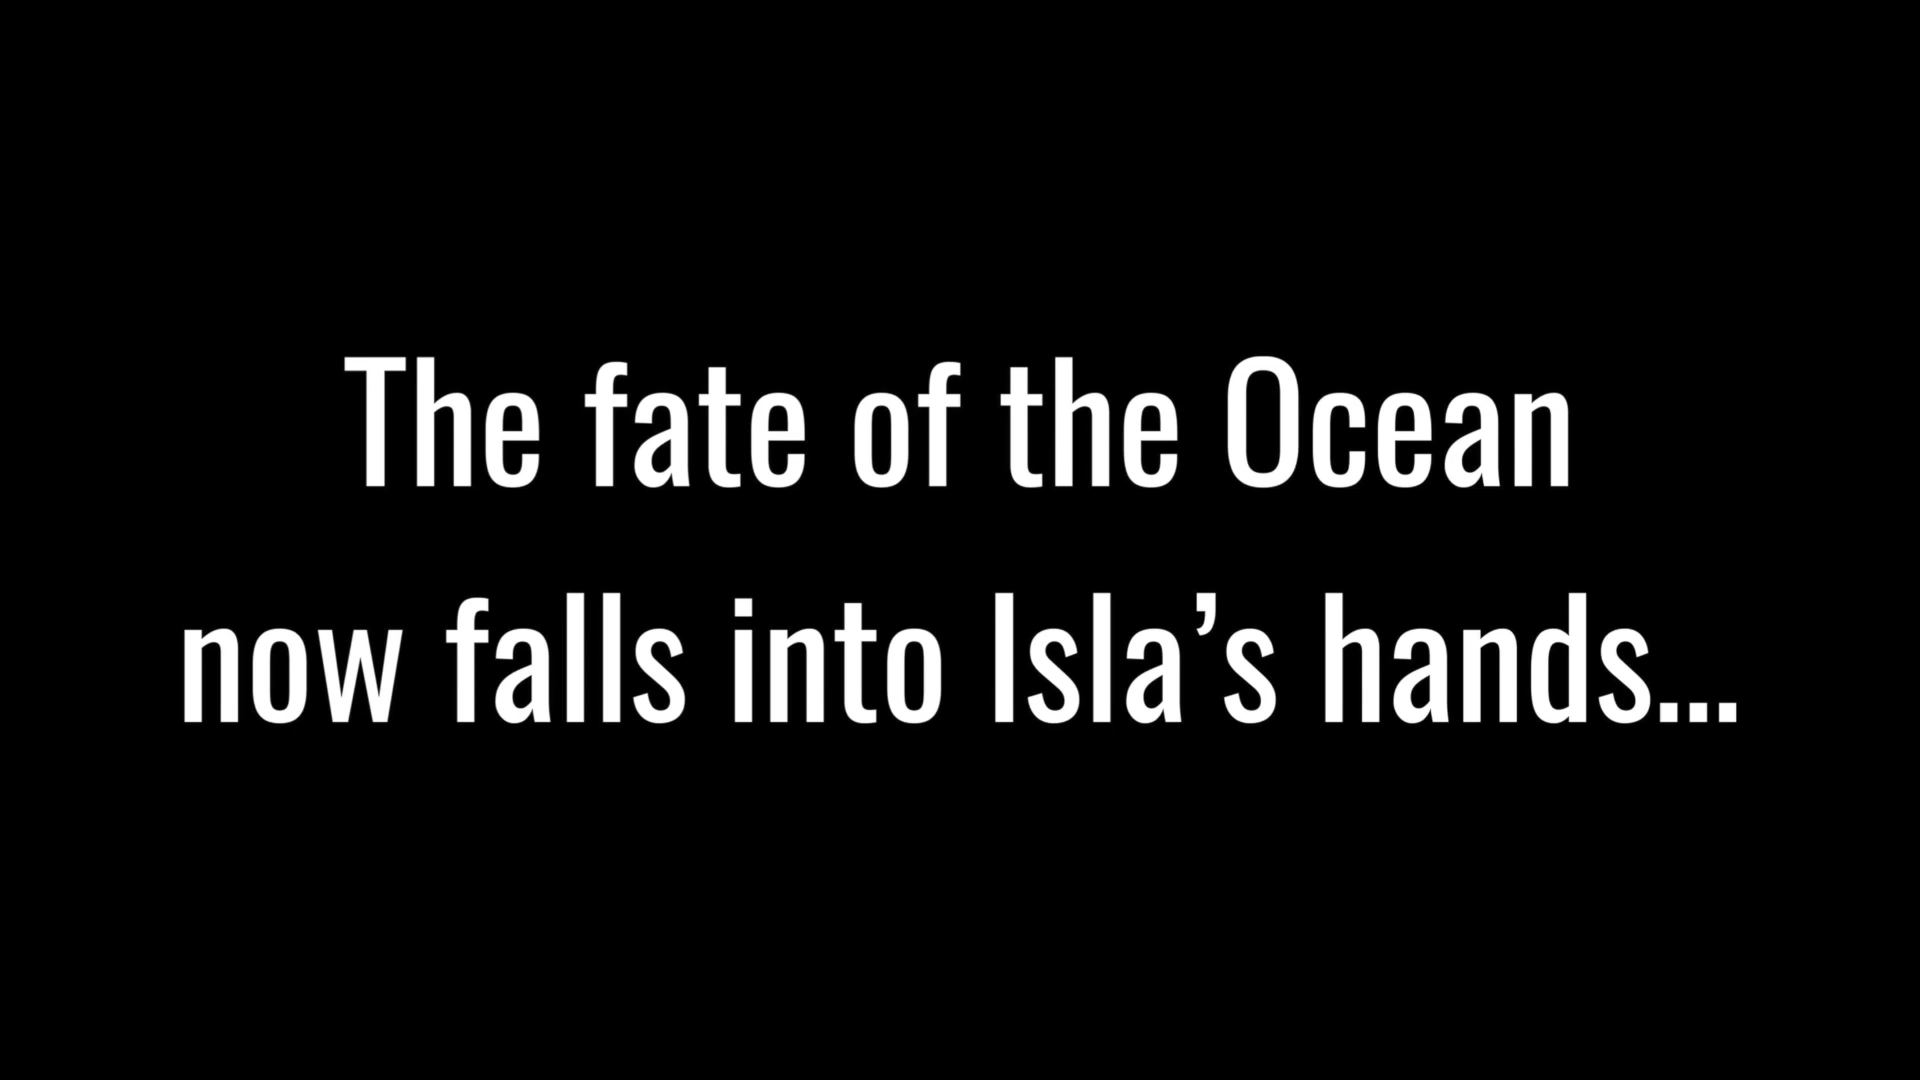 The fate of the Ocean
now falls into Isla’s hands...